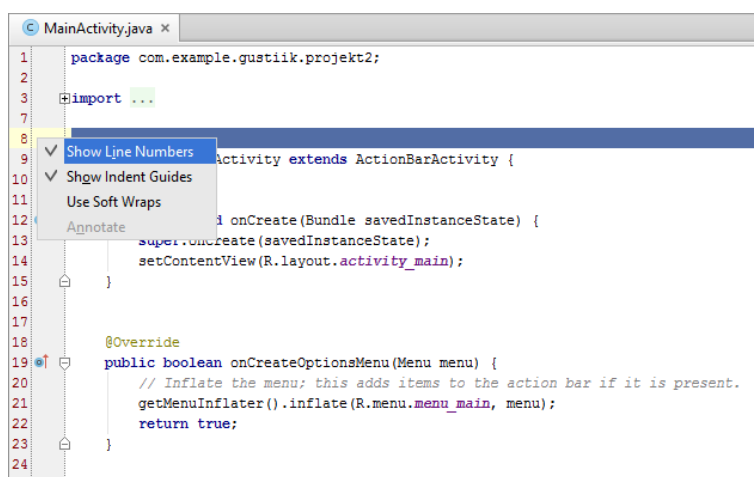 MainActivity.java ×
1 package com.example.gustiik.projekt2;
2
3 import ...
7
8
9 Activity extends ActionBarActivity {
10
11
12 d onCreate(Bundle savedInstanceState) {
13 super.onCreate(savedInstanceState);
14 setContentView(R.layout.activity_main);
15 }
16
17
18 @Override
19 public boolean onCreateOptionsMenu(Menu menu) {
20 // Inflate the menu; this adds items to the action bar if it is present.
21 getMenuInflater().inflate(R.menu.menu_main, menu);
22 return true;
23 }
24
Show Line Numbers
Show Indent Guides
Use Soft Wraps
Annotate